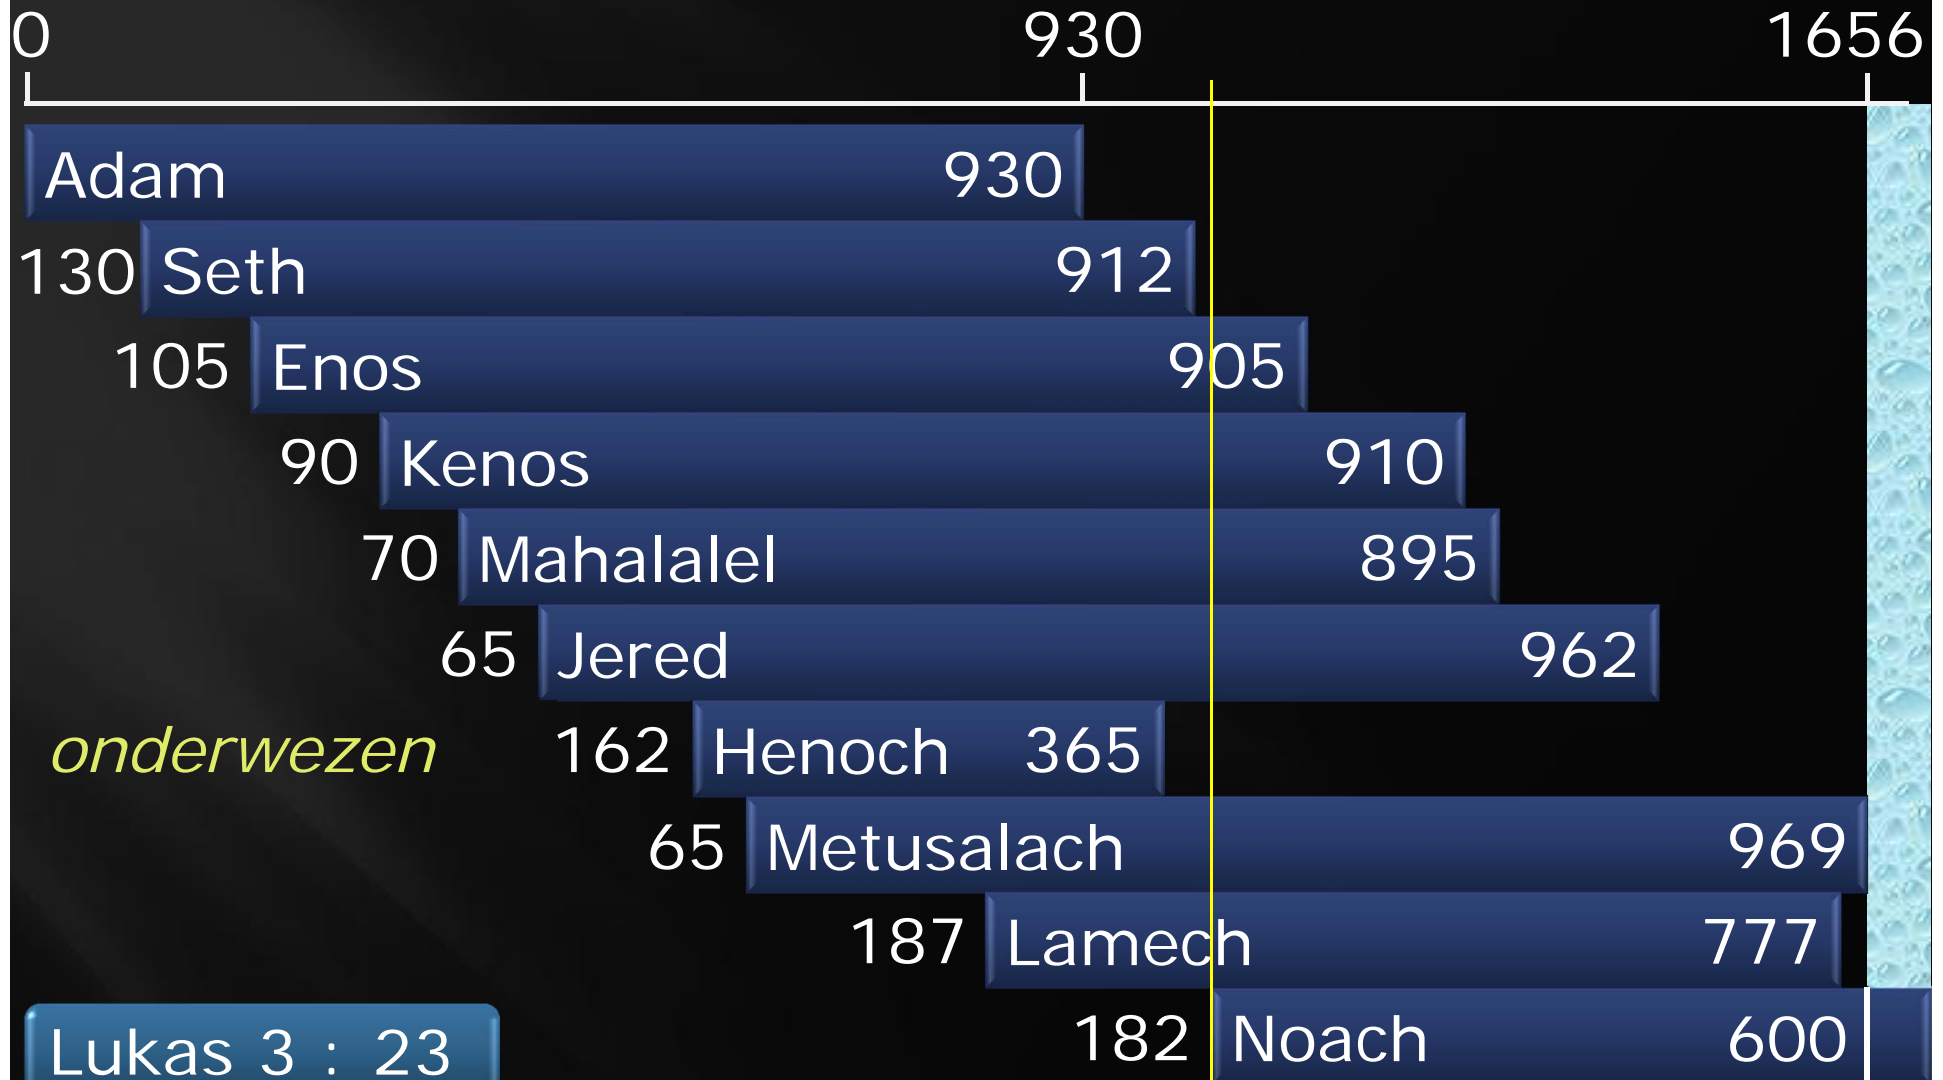 0 930 1656
Adam 930
130 Seth 912
105 Enos 905
90 Kenos 910
70 Mahalalel 895
65 Jered 962
onderwezen 162 Henoch 365
65 Metusalach 969
187 Lamech 777
182 Noach 600
Lukas 3 : 23